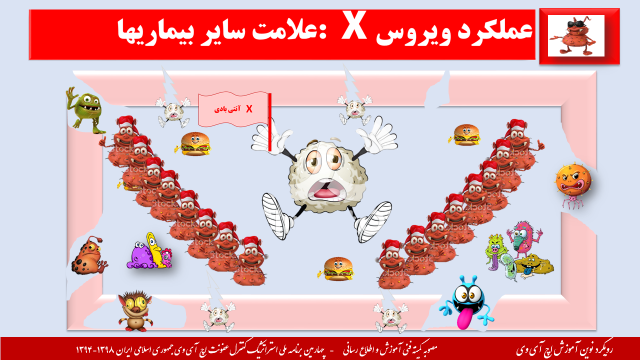 عملکرد ویروس X :علامت سایر بیماریها
X آنتی بادی
رویکرد نوین آموزش اچ آی وی
مصوبه کمیته فنی آموزش و اطلاع رسانی - چهارمین برنامه ملی استراتژیک کنترل عفونت اچ آی وی جمهوری اسلامی ایران ۱۳۹۸-۱۳۹۴